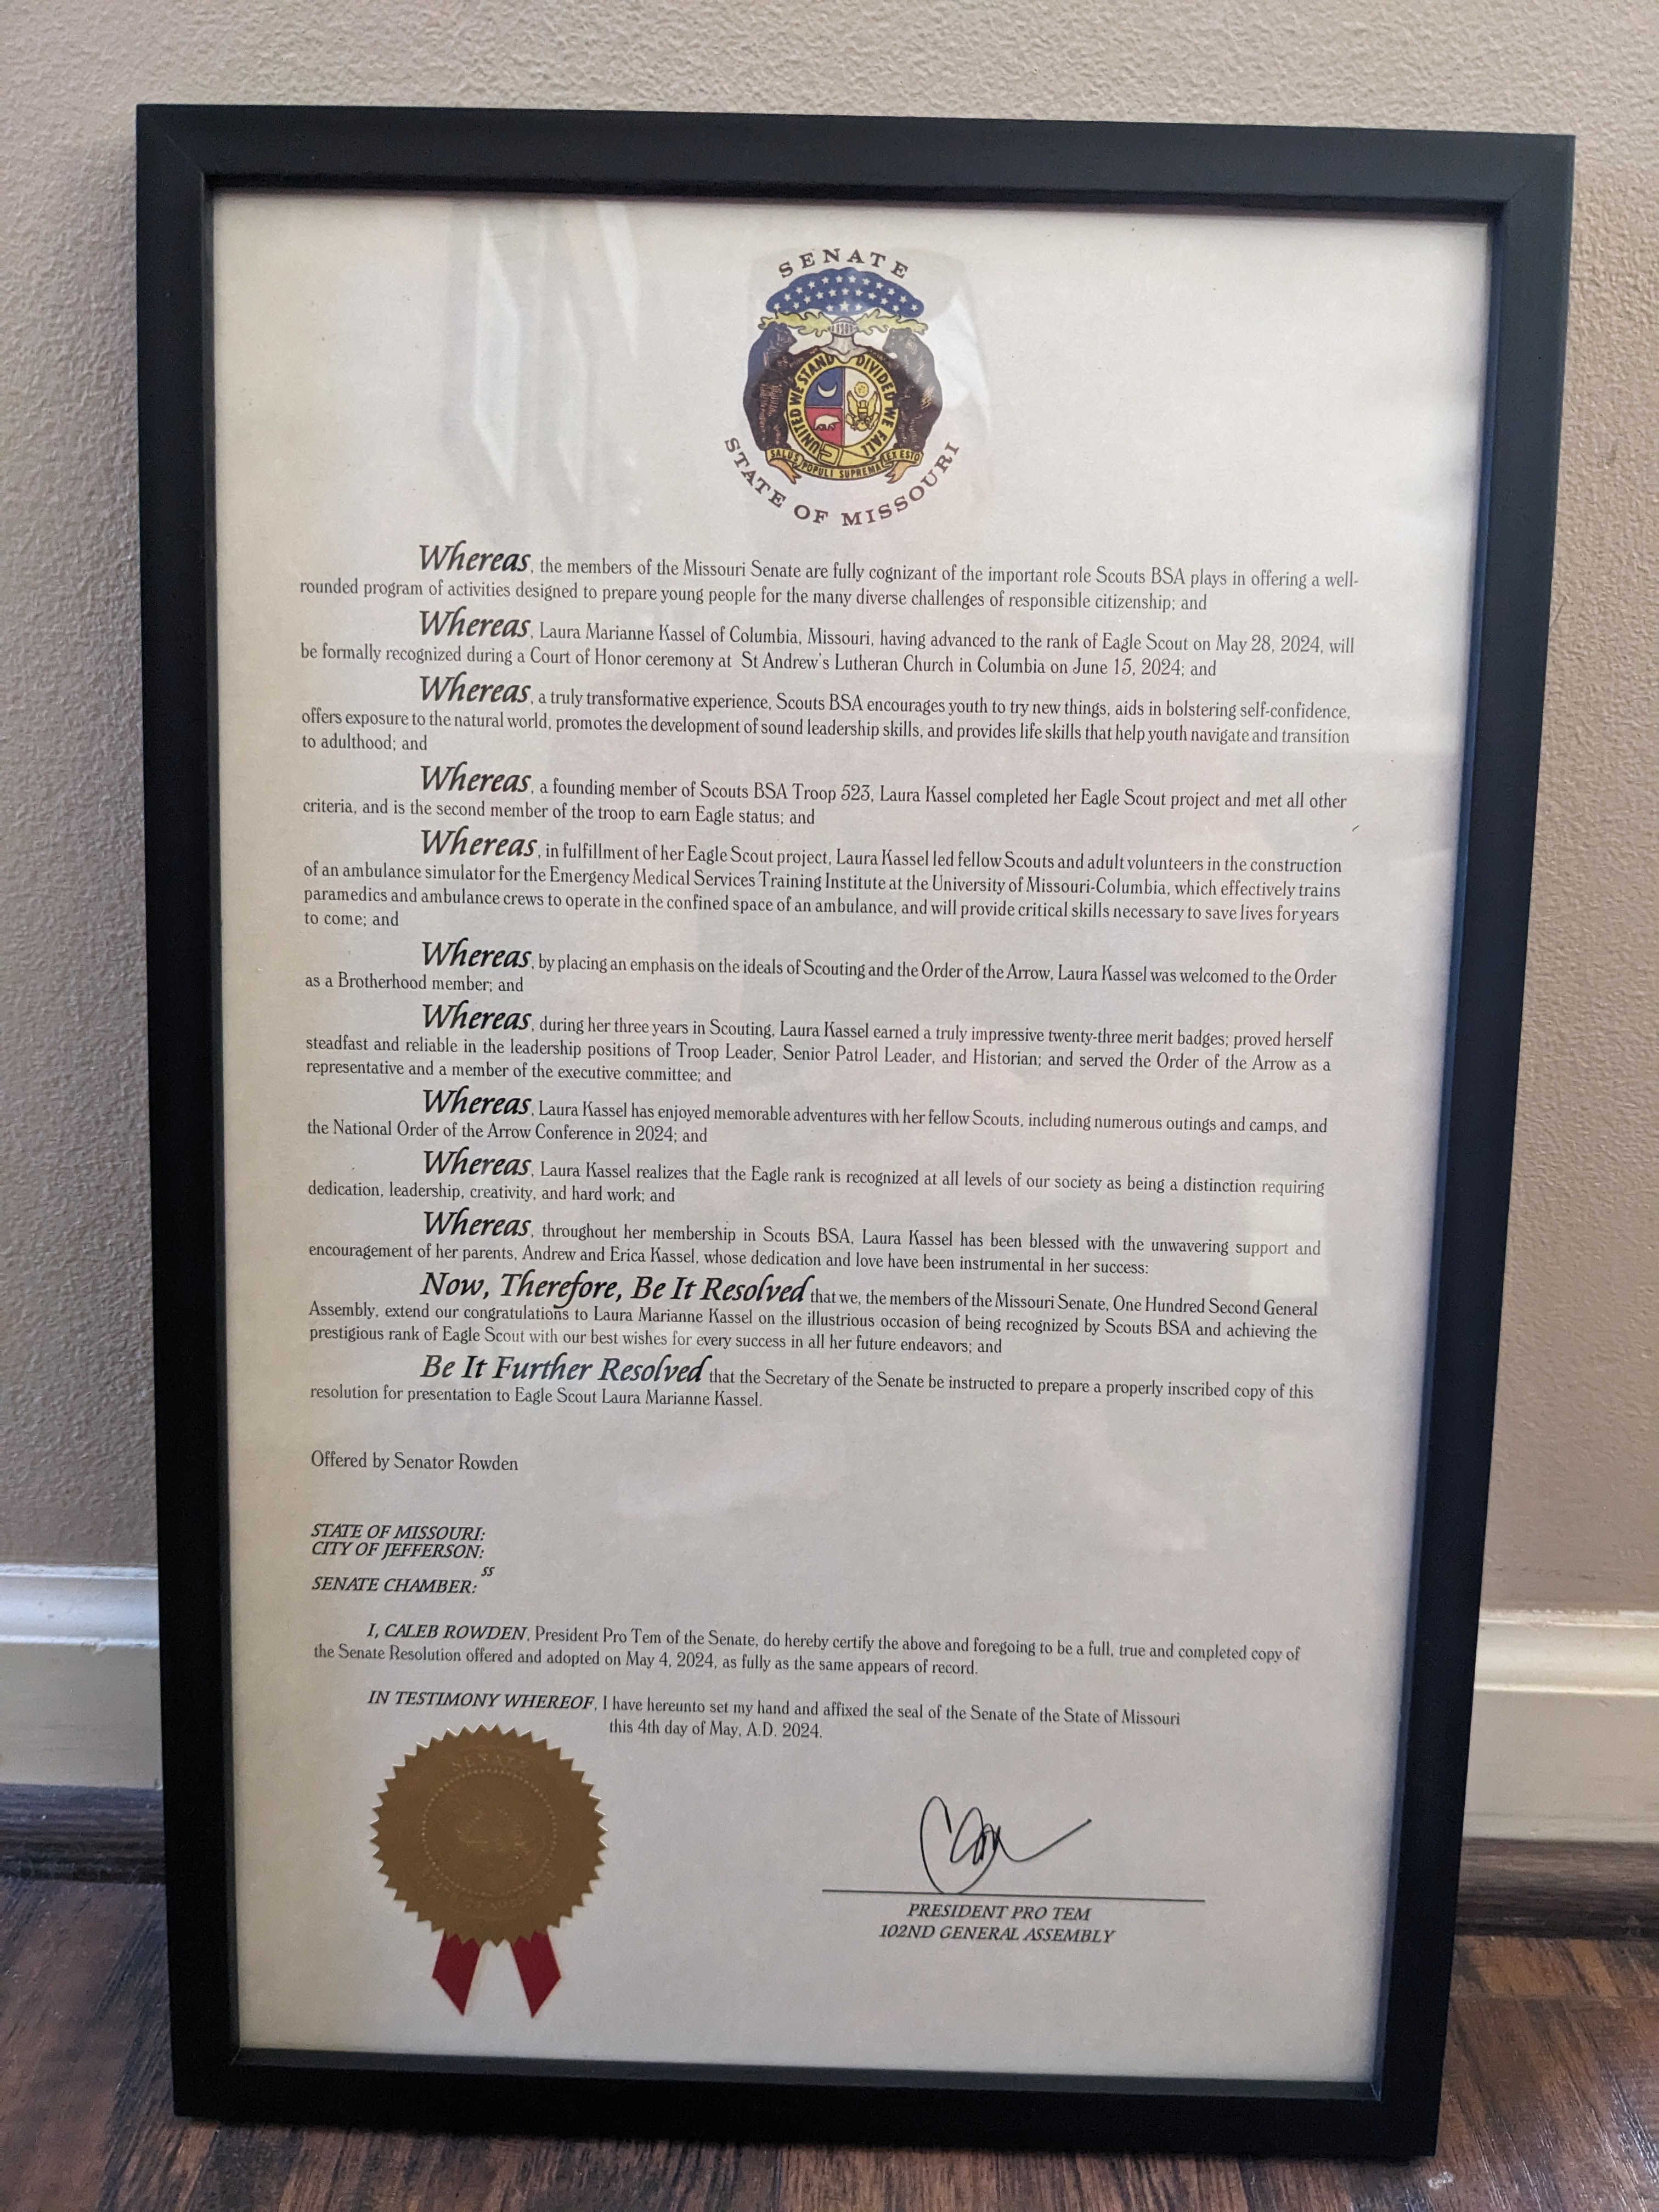 SENATE
UNITED WE STAND DIVIDED WE FALL
SALUS POPULI SUPREMA LEX ESTO
STATE OF MISSOURI
Whereas, the members of the Missouri Senate are fully cognizant of the important role Scouts BSA plays in offering a well-
rounded program of activities designed to prepare young people for the many diverse challenges of responsible citizenship; and
Whereas, Laura Marianne Kassel of Columbia, Missouri, having advanced to the rank of Eagle Scout on May 28, 2024, will
be formally recognized during a Court of Honor ceremony at St Andrew's Lutheran Church in Columbia on June 15, 2024; and
Whereas, a truly transformative experience, Scouts BSA encourages youth to try new things, aids in bolstering self-confidence,
offers exposure to the natural world, promotes the development of sound leadership skills, and provides life skills that help youth navigate and transition
to adulthood; and
Whereas, a founding member of Scouts BSA Troop 523, Laura Kassel completed her Eagle Scout project and met all other
criteria, and is the second member of the troop to earn Eagle status; and
Whereas, in fulfillment of her Eagle Scout project, Laura Kassel led fellow Scouts and adult volunteers in the construction
of an ambulance simulator for the Emergency Medical Services Training Institute at the University of Missouri-Columbia, which effectively trains
paramedics and ambulance crews to operate in the confined space of an ambulance, and will provide critical skills necessary to save lives for years
to come; and
Whereas, by placing an emphasis on the ideals of Scouting and the Order of the Arrow, Laura Kassel was welcomed to the Order
as a Brotherhood member; and
Whereas, during her three years in Scouting, Laura Kassel earned a truly impressive twenty-three merit badges; proved herself
steadfast and reliable in the leadership positions of Troop Leader, Senior Patrol Leader, and Historian; and served the Order of the Arrow as a
representative and a member of the executive committee; and
Whereas, Laura Kassel has enjoyed memorable adventures with her fellow Scouts, including numerous outings and camps, and
the National Order of the Arrow Conference in 2024; and
Whereas, Laura Kassel realizes that the Eagle rank is recognized at all levels of our society as being a distinction requiring
dedication, leadership, creativity, and hard work; and
Whereas, throughout her membership in Scouts BSA, Laura Kassel has been blessed with the unwavering support and
encouragement of her parents, Andrew and Erica Kassel, whose dedication and love have been instrumental in her success:
Now, Therefore, Be It Resolved that we, the members of the Missouri Senate, One Hundred Second General
Assembly, extend our congratulations to Laura Marianne Kassel on the illustrious occasion of being recognized by Scouts BSA and achieving the
prestigious rank of Eagle Scout with our best wishes for every success in all her future endeavors; and
Be It Further Resolved that the Secretary of the Senate be instructed to prepare a properly inscribed copy of this
resolution for presentation to Eagle Scout Laura Marianne Kassel.
Offered by Senator Rowden
STATE OF MISSOURI:
CITY OF JEFFERSON:
ss
SENATE CHAMBER:
I, CALEB ROWDEN, President Pro Tem of the Senate, do hereby certify the above and foregoing to be a full, true and completed copy of
the Senate Resolution offered and adopted on May 4, 2024, as fully as the same appears of record.
IN TESTIMONY WHEREOF, I have hereunto set my hand and affixed the seal of the Senate of the State of Missouri
this 4th day of May, A.D. 2024.
SENATE
PRESIDENT PRO TEM
102ND GENERAL ASSEMBLY